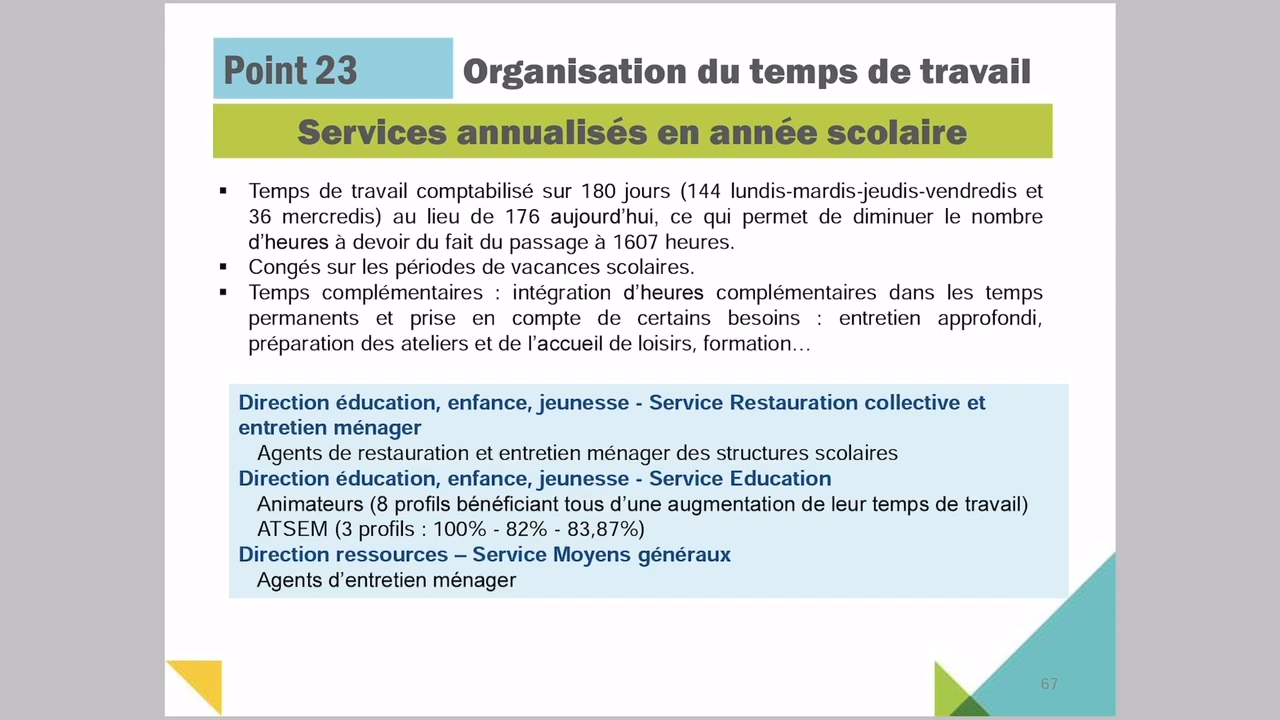 Point 23
Organisation du temps de travail
Services annualisés en année scolaire
▪ Temps de travail comptabilisé sur 180 jours (144 lundis-mardis-jeudis-vendredis et
36 mercredis) au lieu de 176 aujourd’hui, ce qui permet de diminuer le nombre
d’heures à devoir du fait du passage à 1607 heures.
▪ Congés sur les périodes de vacances scolaires.
▪ Temps complémentaires : intégration d’heures complémentaires dans les temps
permanents et prise en compte de certains besoins : entretien approfondi,
préparation des ateliers et de l’accueil de loisirs, formation…
Direction éducation, enfance, jeunesse - Service Restauration collective et
entretien ménager
Agents de restauration et entretien ménager des structures scolaires
Direction éducation, enfance, jeunesse - Service Education
Animateurs (8 profils bénéficiant tous d’une augmentation de leur temps de travail)
ATSEM (3 profils : 100% - 82% - 83,87%)
Direction ressources – Service Moyens généraux
Agents d’entretien ménager
67